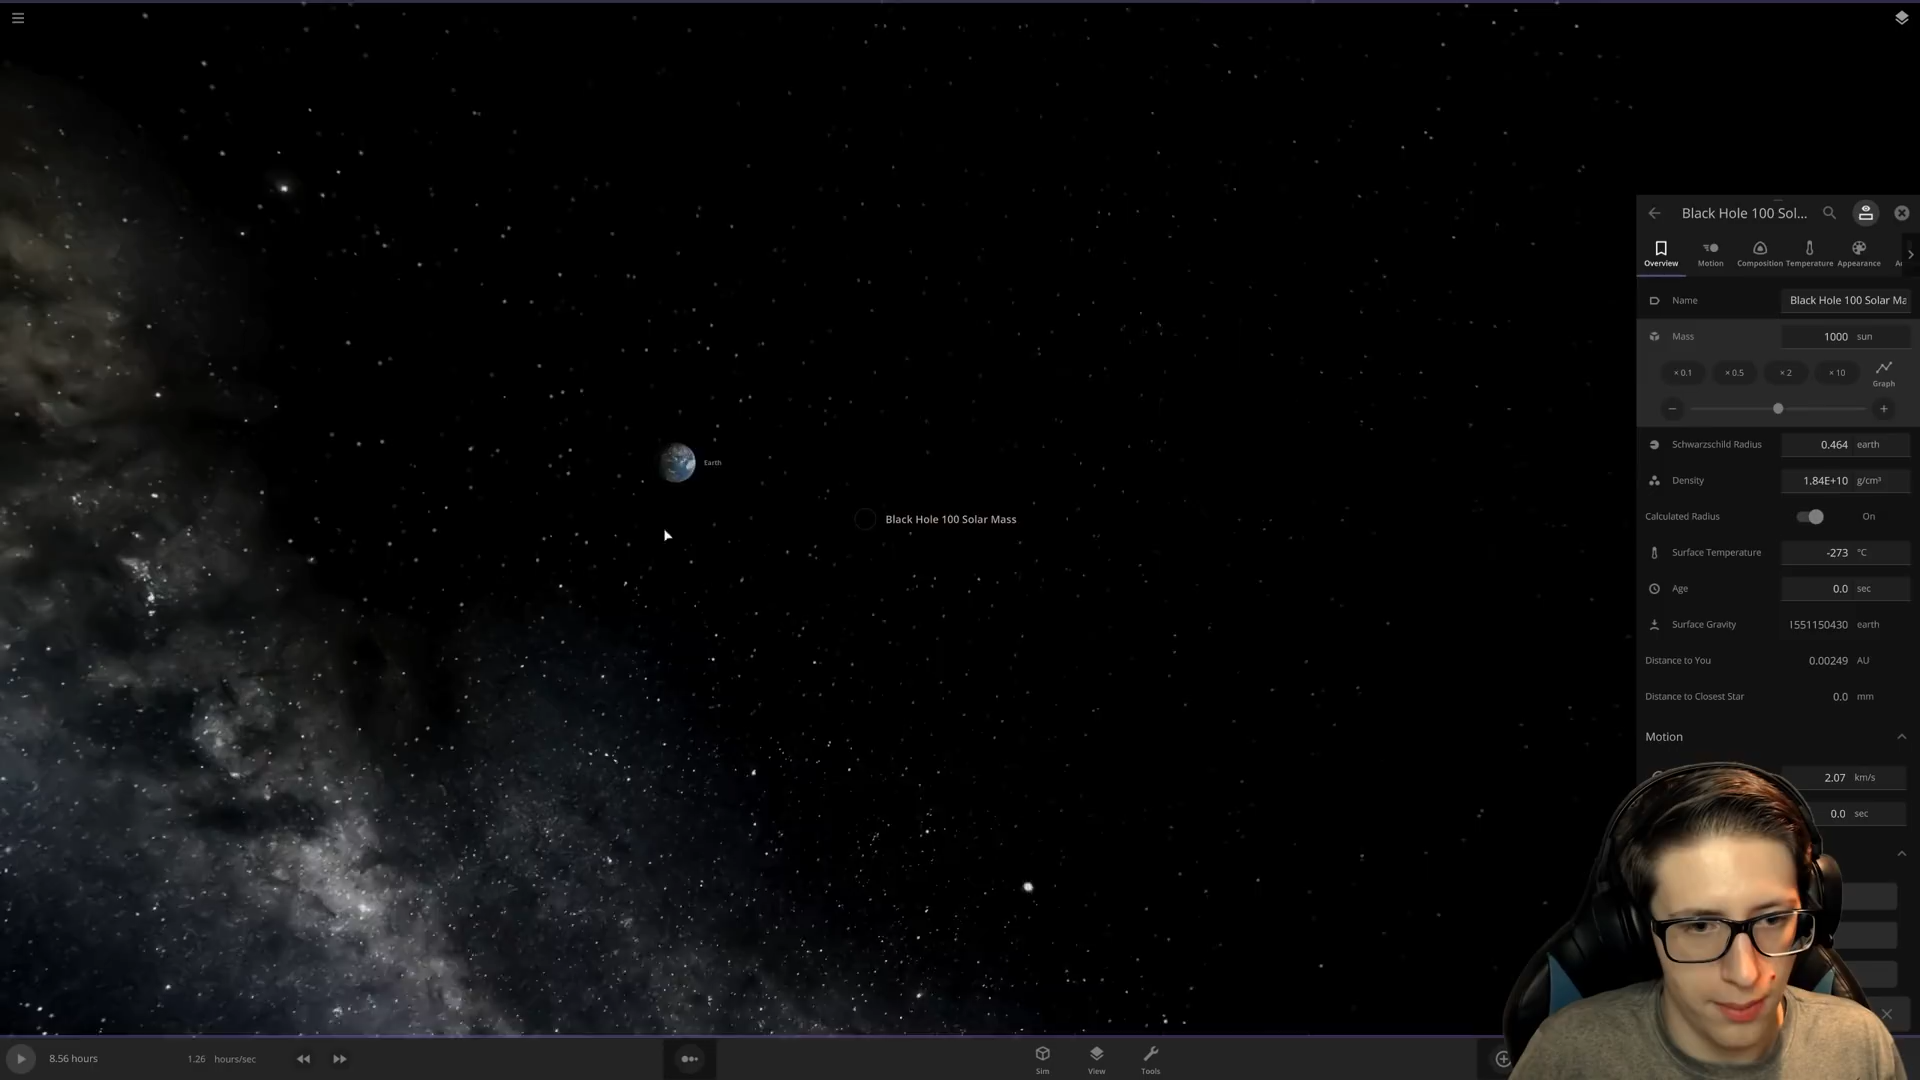 Black Hole 100 Sol...
Overview
Motion
Composition
Temperature
Appearance
Name
Black Hole 100 Solar Ma
Mass
1000 sun
× 0.1
× 0.5
× 2
× 10
Graph
Schwarzschild Radius
0.464 earth
Density
1.84E+10 g/cm³
Calculated Radius
On
Surface Temperature
-273 °C
Age
0.0 sec
Surface Gravity
1551150430 earth
Distance to You
0.00249 AU
Distance to Closest Star
0.0 mm
Motion
2.07 km/s
0.0 sec
Earth
Black Hole 100 Solar Mass
8.56 hours
1.26 hours/sec
Sim
View
Tools